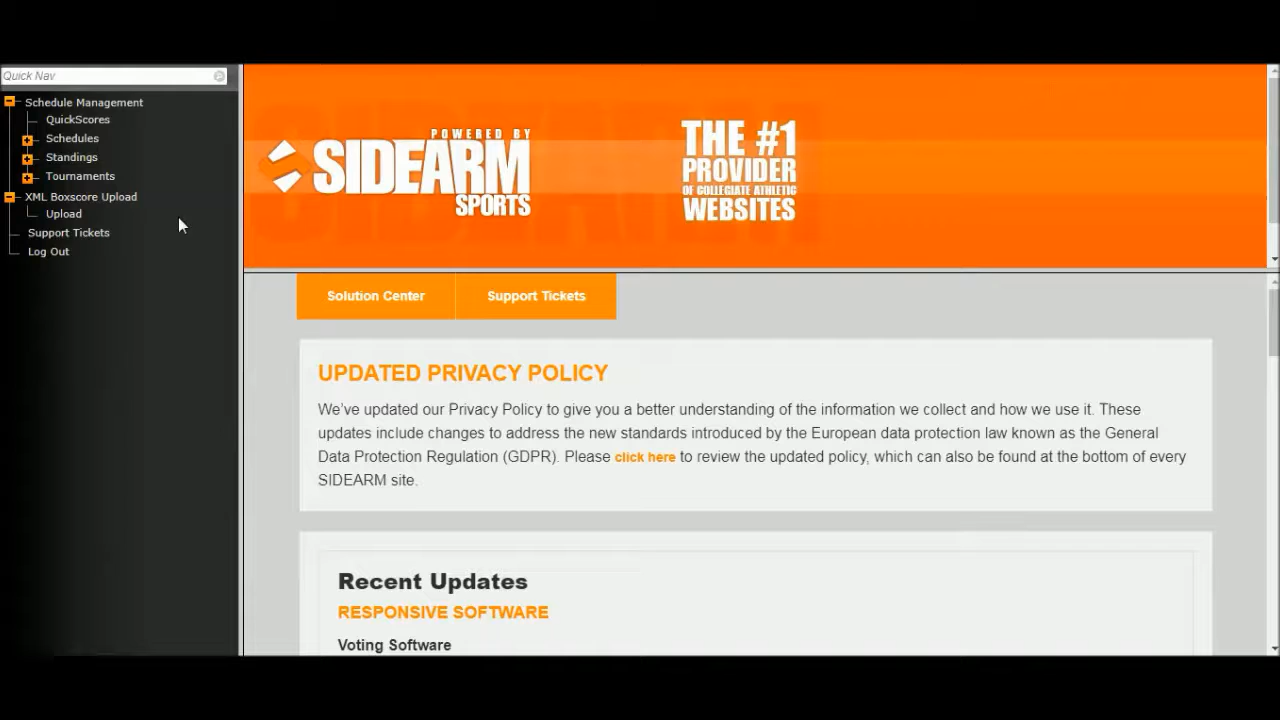 Quick Nav
Schedule Management
QuickScores
Schedules
Standings
Tournaments
XML Boxscore Upload
Upload
Support Tickets
Log Out
POWERED BY
SIDEARM
SPORTS
THE #1
PROVIDER
OF COLLEGIATE ATHLETIC
WEBSITES
Solution Center
Support Tickets
UPDATED PRIVACY POLICY
We've updated our Privacy Policy to give you a better understanding of the information we collect and how we use it. These
updates include changes to address the new standards introduced by the European data protection law known as the General
Data Protection Regulation (GDPR). Please click here to review the updated policy, which can also be found at the bottom of every
SIDEARM site.
Recent Updates
RESPONSIVE SOFTWARE
Voting Software